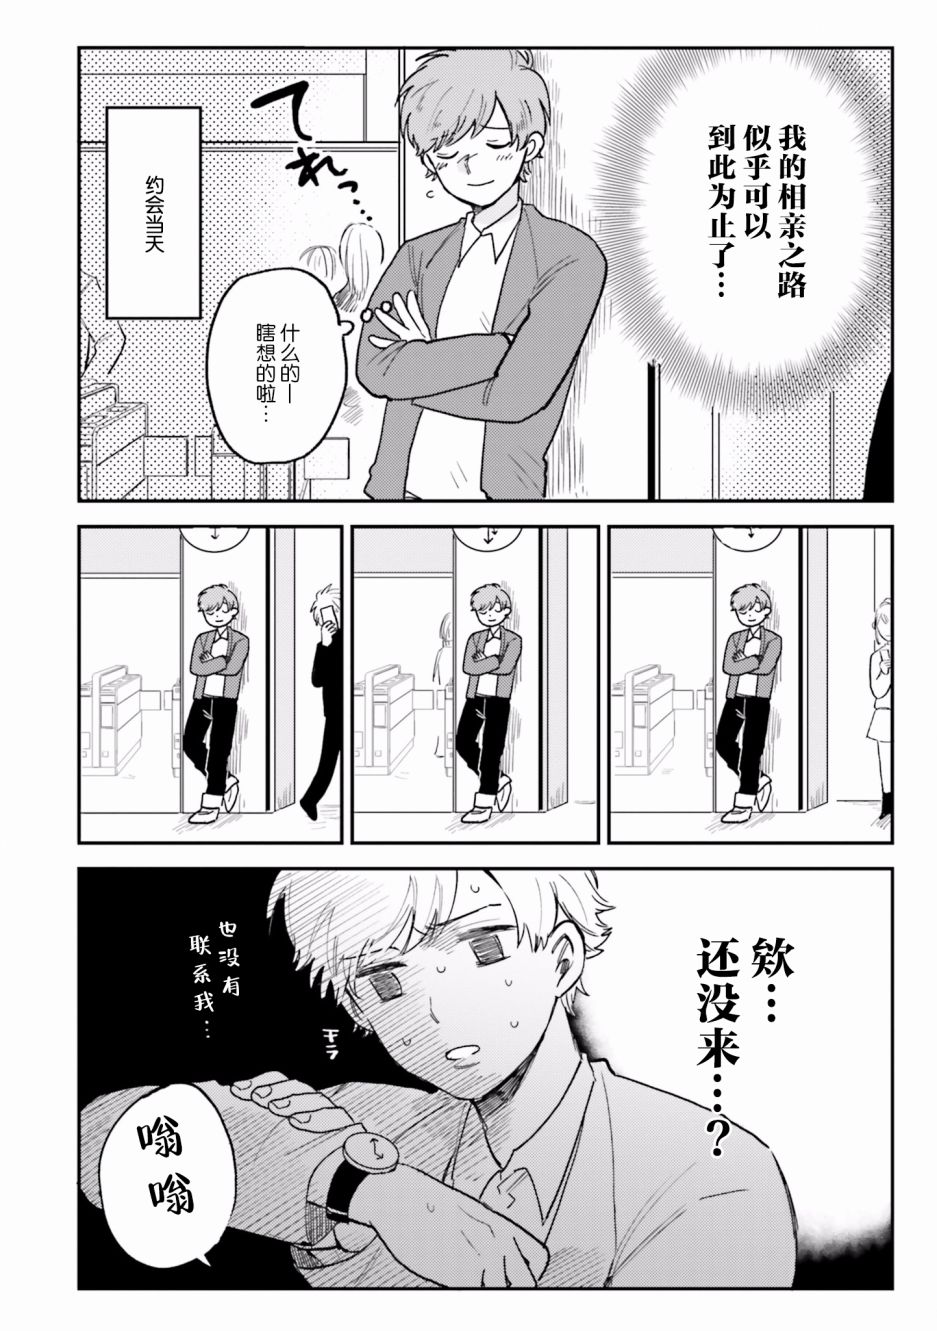 我的相亲之路
似乎可以
到此为止了…
てれっ
什么的—
瞎想的啦…
约会当天
欸…
还没来…?
也没有
联系我…
チラ
嗡
嗡